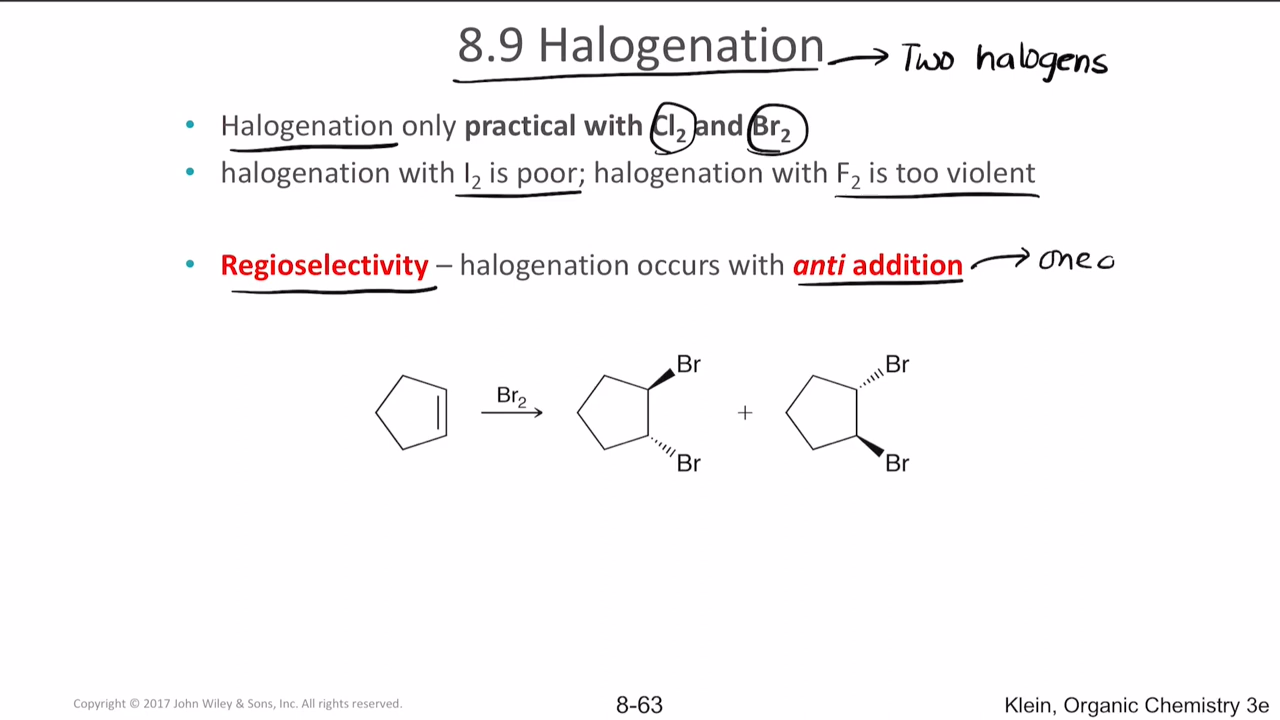 8.9 Halogenation → Two halogens
• Halogenation only practical with Cl₂ and Br₂
• halogenation with I₂ is poor; halogenation with F₂ is too violent
• Regioselectivity – halogenation occurs with anti addition → one
Br Br
Br₂
+
Br Br
Copyright © 2017 John Wiley & Sons, Inc. All rights reserved. 8-63 Klein, Organic Chemistry 3e